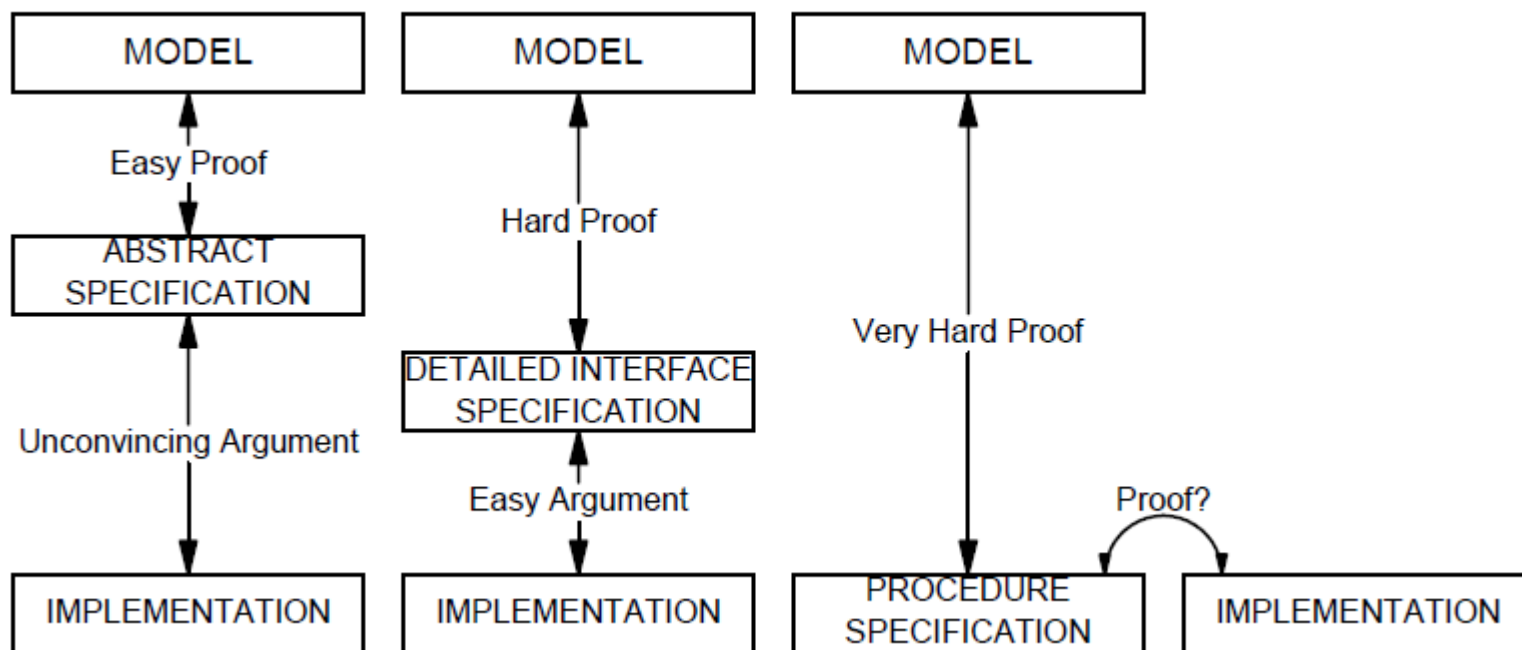 MODEL
MODEL
MODEL
Easy Proof
Hard Proof
ABSTRACT
SPECIFICATION
Very Hard Proof
DETAILED INTERFACE
SPECIFICATION
Unconvincing Argument
Easy Argument
Proof?
IMPLEMENTATION
IMPLEMENTATION
PROCEDURE
SPECIFICATION
IMPLEMENTATION